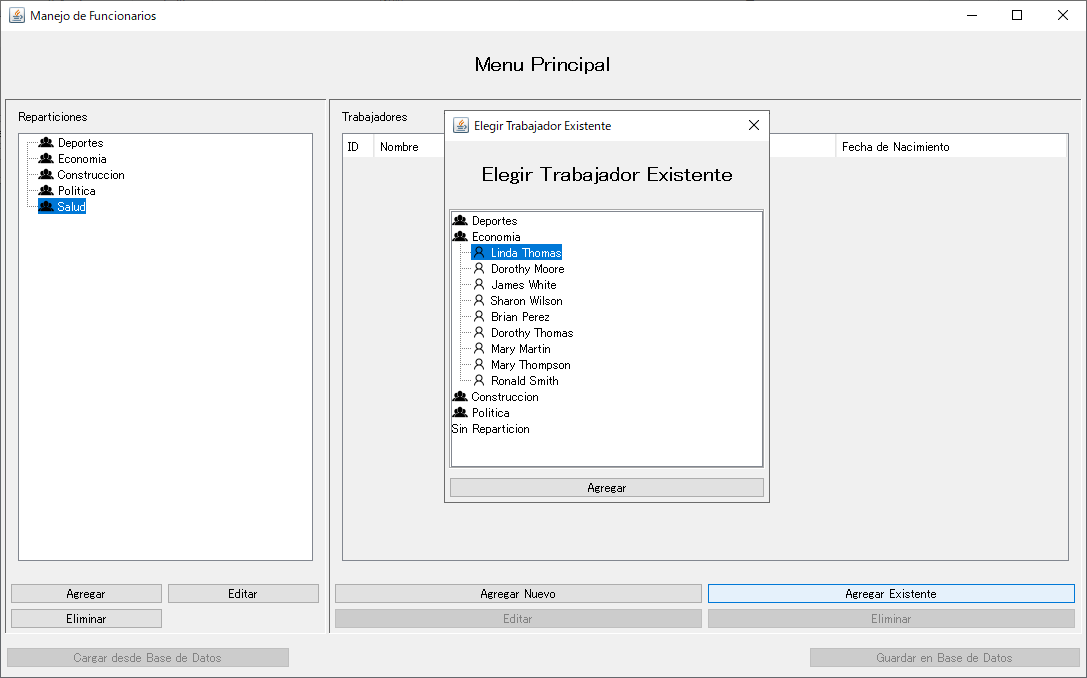 Manejo de Funcionarios
Menu Principal
Reparticiones
Deportes
Economia
Construccion
Politica
Salud
Agregar
Editar
Eliminar
Trabajadores
ID
Nombre
Fecha de Nacimiento
Elegir Trabajador Existente
Elegir Trabajador Existente
Deportes
Economia
Linda Thomas
Dorothy Moore
James White
Sharon Wilson
Brian Perez
Dorothy Thomas
Mary Martin
Mary Thompson
Ronald Smith
Construccion
Politica
Sin Reparticion
Agregar
Agregar Nuevo
Agregar Existente
Editar
Eliminar
Cargar desde Base de Datos
Guardar en Base de Datos